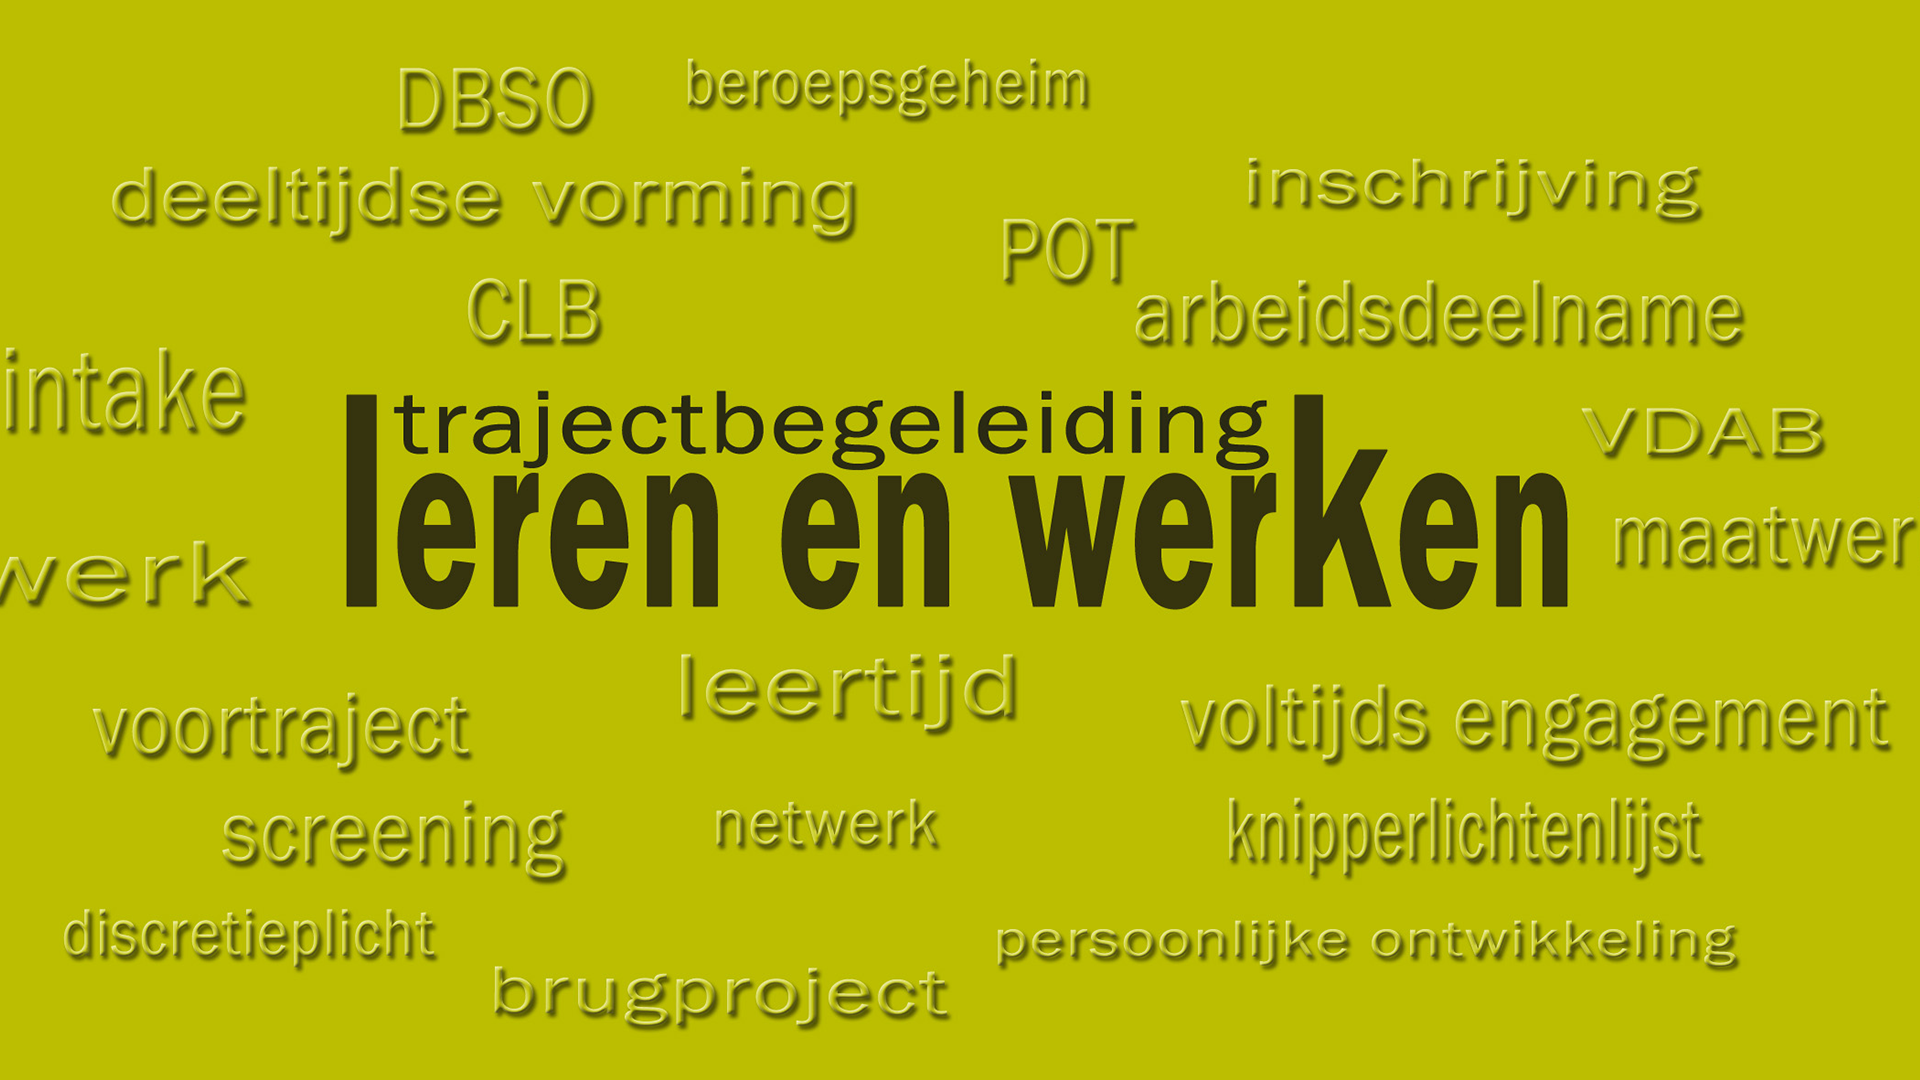 DBSO
beroepsgeheim
deeltijdse vorming
inschrijving
POT
CLB
arbeidsdeelname
intake
trajectbegeleiding
VDAB
leren en werken
maatwer
werk
leertijd
voortraject
voltijds engagement
screening
netwerk
knipperlichtenlijst
discretieplicht
persoonlijke ontwikkeling
brugproject